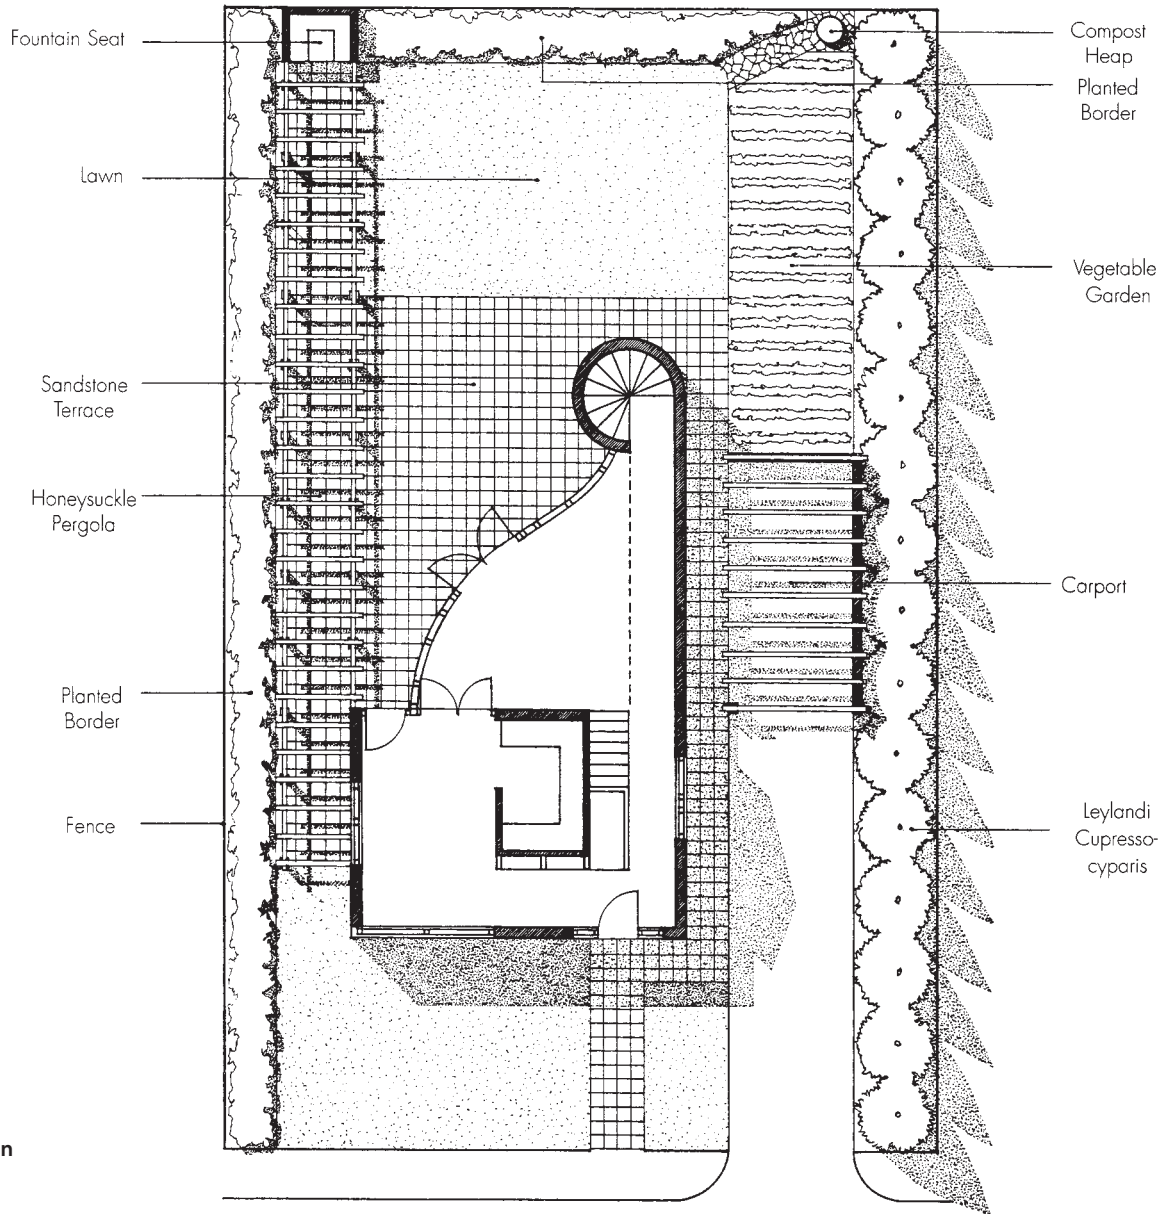 Fountain Seat
Lawn
Sandstone
Terrace
Honeysuckle
Pergola
Planted
Border
Fence
n
Compost
Heap
Planted
Border
Vegetable
Garden
Carport
Leylandi
Cupresso-
cyparis